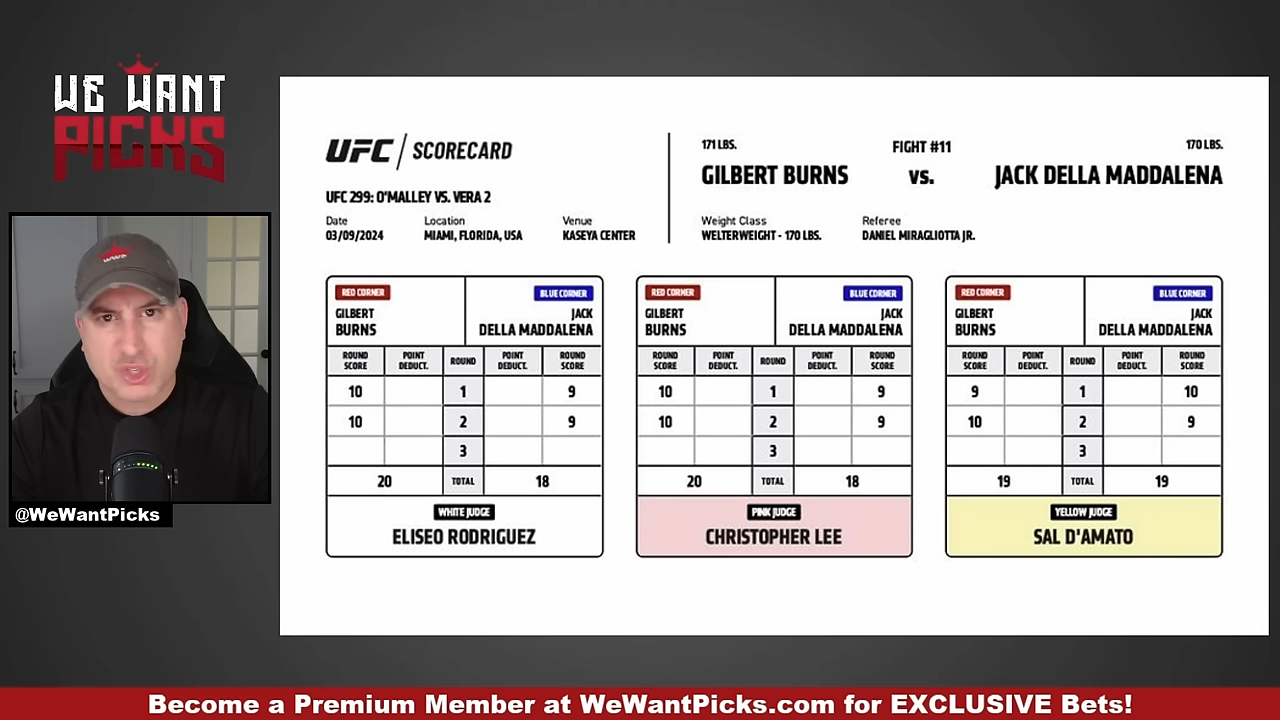 WE WANT
PICKS
@WeWantPicks
UFC / SCORECARD
UFC 299: O'MALLEY VS. VERA 2
Date Location Venue
03/09/2024 MIAMI, FLORIDA, USA KASEYA CENTER
171 LBS. FIGHT #11 170 LBS.
GILBERT BURNS VS. JACK DELLA MADDALENA
Weight Class Referee
WELTERWEIGHT - 170 LBS. DANIEL MIRAGLIOTTA JR.
RED CORNER BLUE CORNER
GILBERT JACK
BURNS DELLA MADDALENA
ROUND SCORE POINT DEDUCT. ROUND POINT DEDUCT. ROUND SCORE
10 1 9
10 2 9
3
20 TOTAL 18
WHITE JUDGE
ELISEO RODRIGUEZ
RED CORNER BLUE CORNER
GILBERT JACK
BURNS DELLA MADDALENA
ROUND SCORE POINT DEDUCT. ROUND POINT DEDUCT. ROUND SCORE
10 1 9
10 2 9
3
20 TOTAL 18
PINK JUDGE
CHRISTOPHER LEE
RED CORNER BLUE CORNER
GILBERT JACK
BURNS DELLA MADDALENA
ROUND SCORE POINT DEDUCT. ROUND POINT DEDUCT. ROUND SCORE
9 1 10
10 2 9
3
19 TOTAL 19
YELLOW JUDGE
SAL D'AMATO
Become a Premium Member at WeWantPicks.com for EXCLUSIVE Bets!